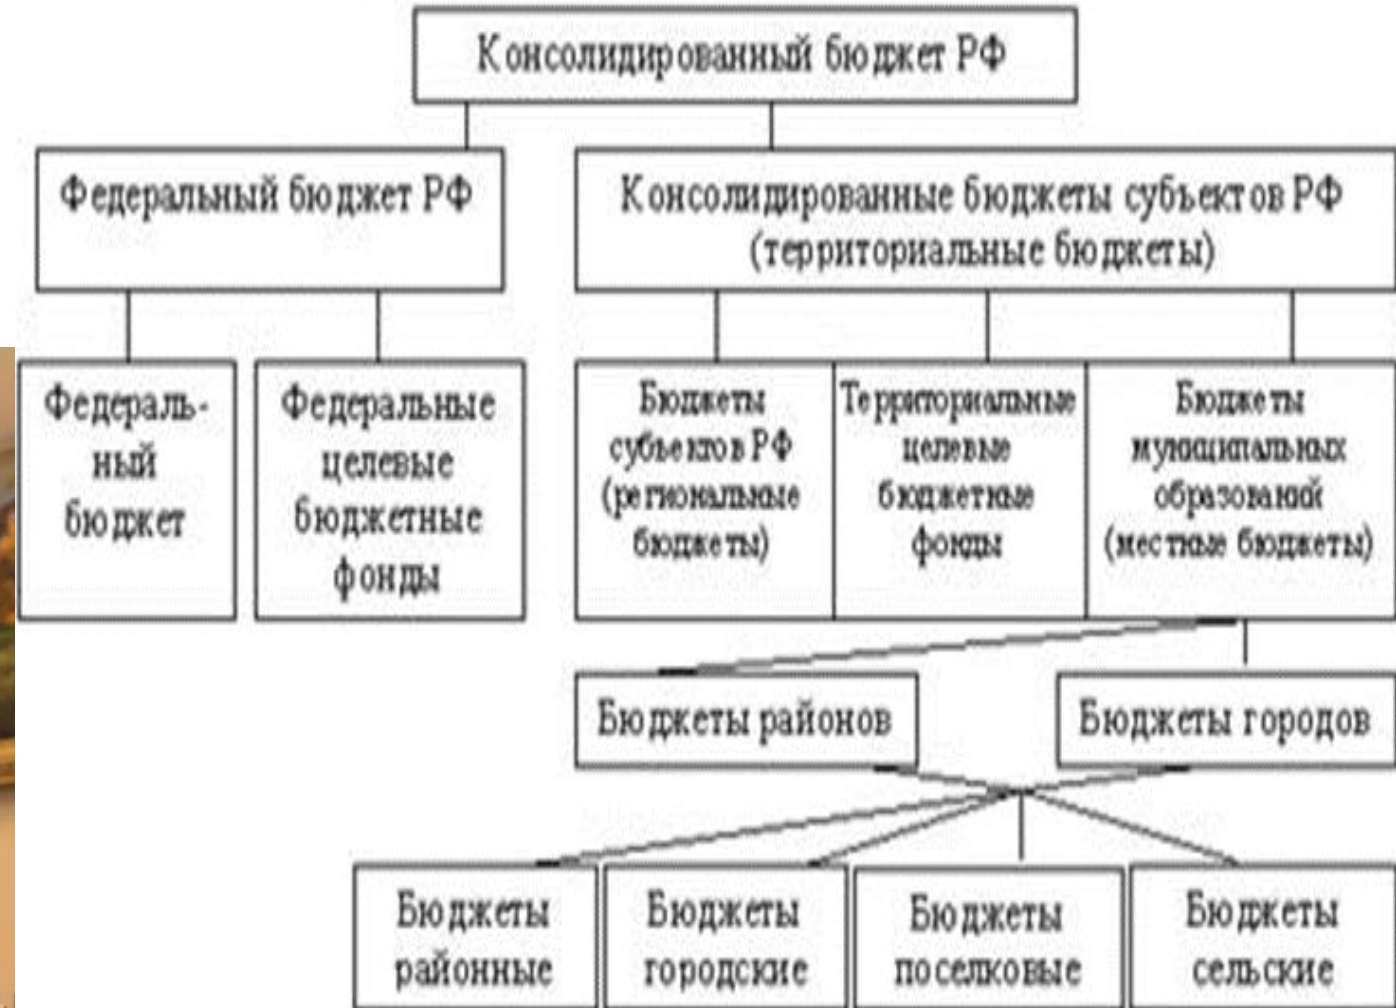 Консолидированный бюджет РФ
Федеральный бюджет РФ
Консолидированные бюджеты субъектов РФ
(территориальные бюджеты)
Федераль-
ный
бюджет
Федеральные
целевые
бюджетные
фонды
Бюджеты
субъектов РФ
(региональные
бюджеты)
Территориальные
целевые
бюджетные
фонды
Бюджеты
муниципальных
образований
(местные бюджеты)
Бюджеты районов
Бюджеты городов
Бюджеты
районные
Бюджеты
городские
Бюджеты
поселковые
Бюджеты
сельские